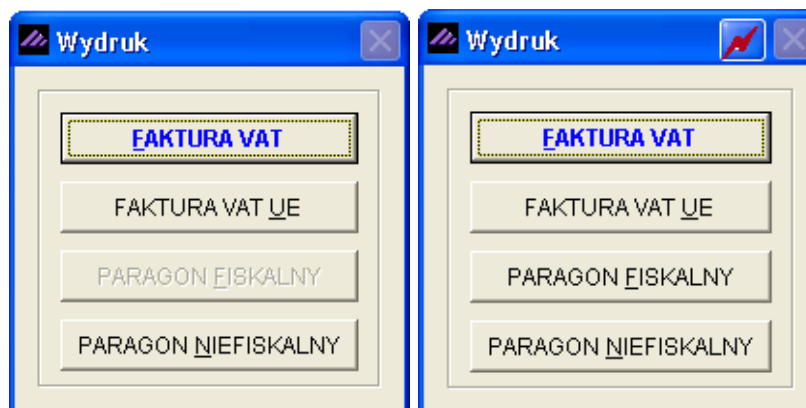 Wydruk
FAKTURA VAT
FAKTURA VAT UE
PARAGON FISKALNY
PARAGON NIEFISKALNY
Wydruk
FAKTURA VAT
FAKTURA VAT UE
PARAGON FISKALNY
PARAGON NIEFISKALNY